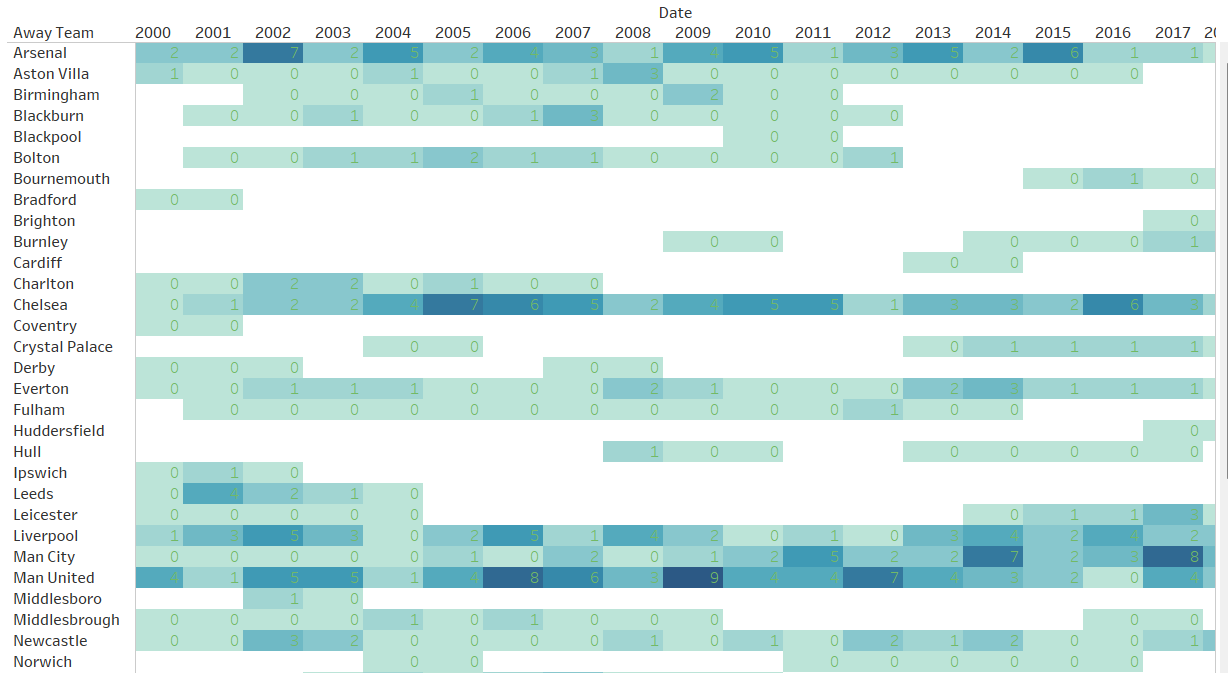 Date
Away Team 2000 2001 2002 2003 2004 2005 2006 2007 2008 2009 2010 2011 2012 2013 2014 2015 2016 2017 20
Arsenal 2 2 7 2 5 2 4 3 1 4 5 1 3 5 2 6 1 1
Aston Villa 1 0 0 0 1 0 0 1 3 0 0 0 0 0 0 0 0
Birmingham 0 0 0 1 0 0 0 2 0 0
Blackburn 0 0 1 0 0 1 3 0 0 0 0 0
Blackpool 0 0
Bolton 0 0 1 1 2 1 1 0 0 0 0 1
Bournemouth 0 1 0
Bradford 0 0
Brighton 0
Burnley 0 0 0 0 0 1
Cardiff 0 0
Charlton 0 0 2 2 0 1 0 0
Chelsea 0 1 2 2 4 7 6 5 2 4 5 5 1 3 3 2 6 3
Coventry 0 0
Crystal Palace 0 0 0 1 1 1 1
Derby 0 0 0 0 0
Everton 0 0 1 1 1 0 0 0 2 1 0 0 0 2 3 1 1 1
Fulham 0 0 0 0 0 0 0 0 0 0 0 1 0 0
Huddersfield 0
Hull 1 0 0 0 0 0 0 0
Ipswich 0 1 0
Leeds 0 4 2 1 0
Leicester 0 0 0 0 0 0 1 1 3
Liverpool 1 3 5 3 0 2 5 1 4 2 0 1 0 3 4 2 4 2
Man City 0 0 0 0 0 1 0 2 0 1 2 5 2 2 7 2 3 8
Man United 4 1 5 5 1 4 8 6 3 9 4 4 7 4 3 2 0 4
Middlesboro 1 0
Middlesbrough 0 0 0 0 1 0 1 0 0 0 0 0
Newcastle 0 0 3 2 0 0 0 0 1 0 1 0 2 1 2 0 0 1
Norwich 0 0 0 0 0 0 0